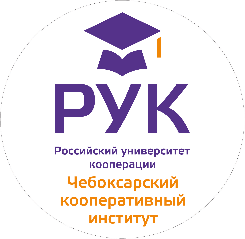 РУК
Российский университет
кооперации
Чебоксарский
кооперативный
институт